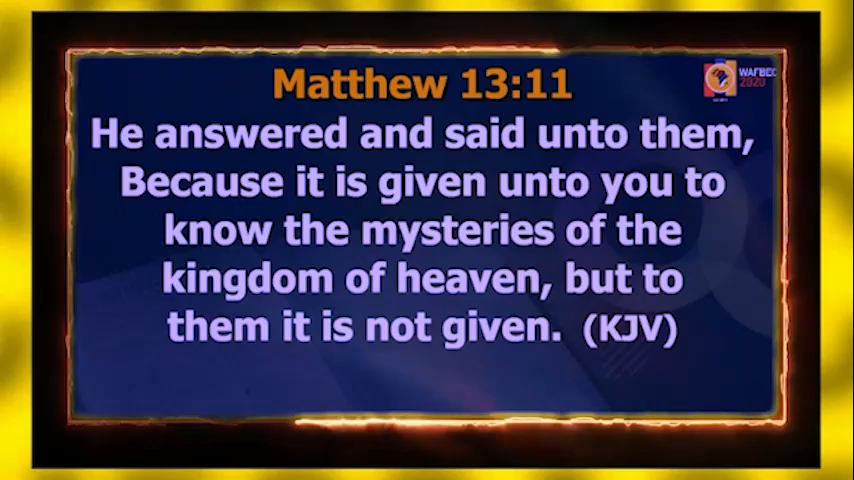 Matthew 13:11
WAFBEC
2020
He answered and said unto them,
Because it is given unto you to
know the mysteries of the
kingdom of heaven, but to
them it is not given. (KJV)